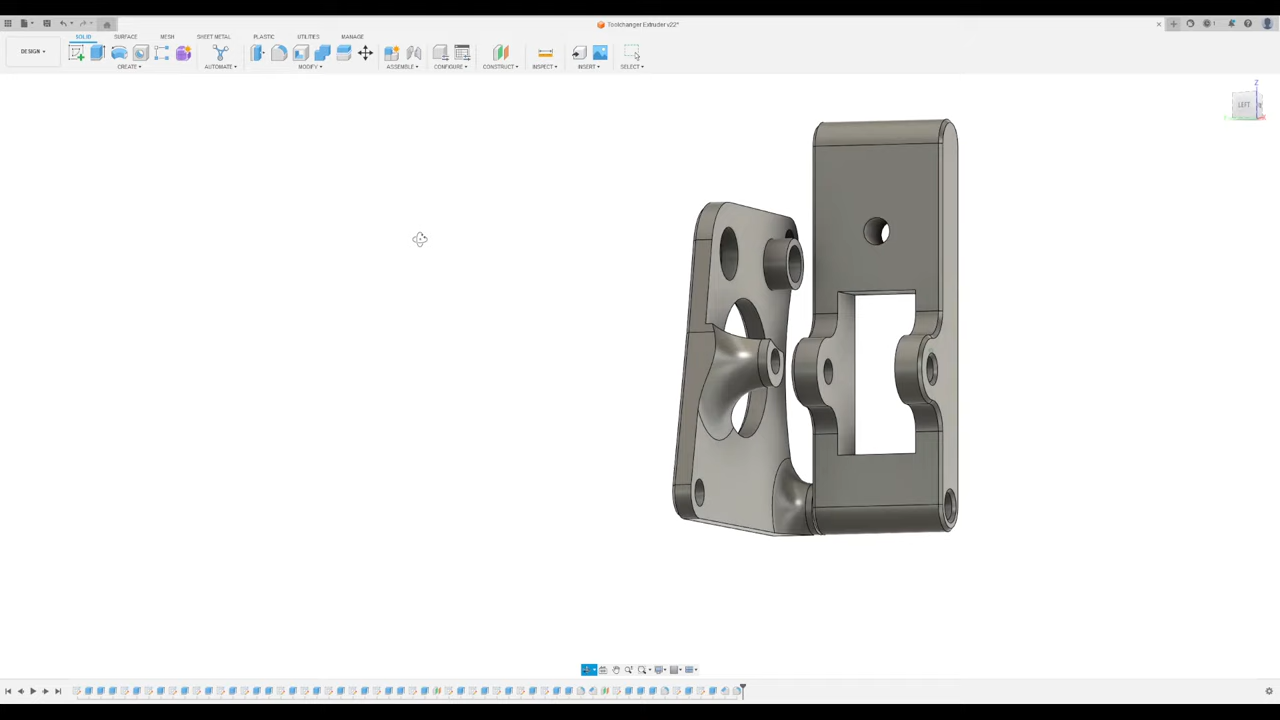 Toolchanger Extruder v22*
1
SOLID SURFACE MESH SHEET METAL PLASTIC UTILITIES MANAGE
DESIGN
CREATE AUTOMATE MODIFY ASSEMBLE CONFIGURE CONSTRUCT INSPECT INSERT SELECT
Z
LEFT